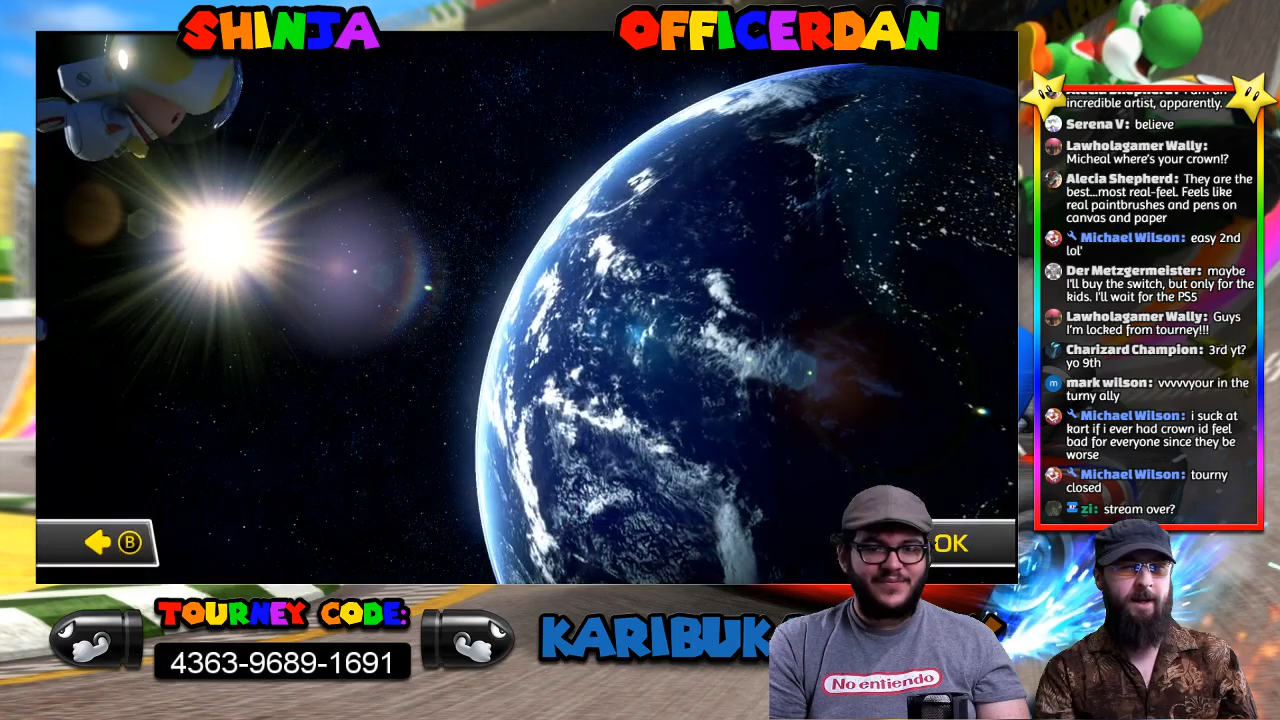 SHINJA
OFFICERDAN
incredible artist, apparently.
Serena V: believe
Lawholagamer Wally:
Micheal where's your crown!?
Alecia Shepherd: They are the
best...most real-feel. Feels like
real paintbrushes and pens on
canvas and paper
Michael Wilson: easy 2nd
lol'
Der Metzgermeister: maybe
I'll buy the switch, but only for the
kids. I'll wait for the PS5
Lawholagamer Wally: Guys
I'm locked from tourney!!!
Charizard Champion: 3rd yt?
yo 9th
m mark wilson: vvvvvyour in the
turny ally
Michael Wilson: i suck at
kart if i ever had crown id feel
bad for everyone since they be
worse
Michael Wilson: tourny
closed
zi: stream over?
B
OK
TOURNEY CODE:
4363-9689-1691
KARIBUK
No entiendo